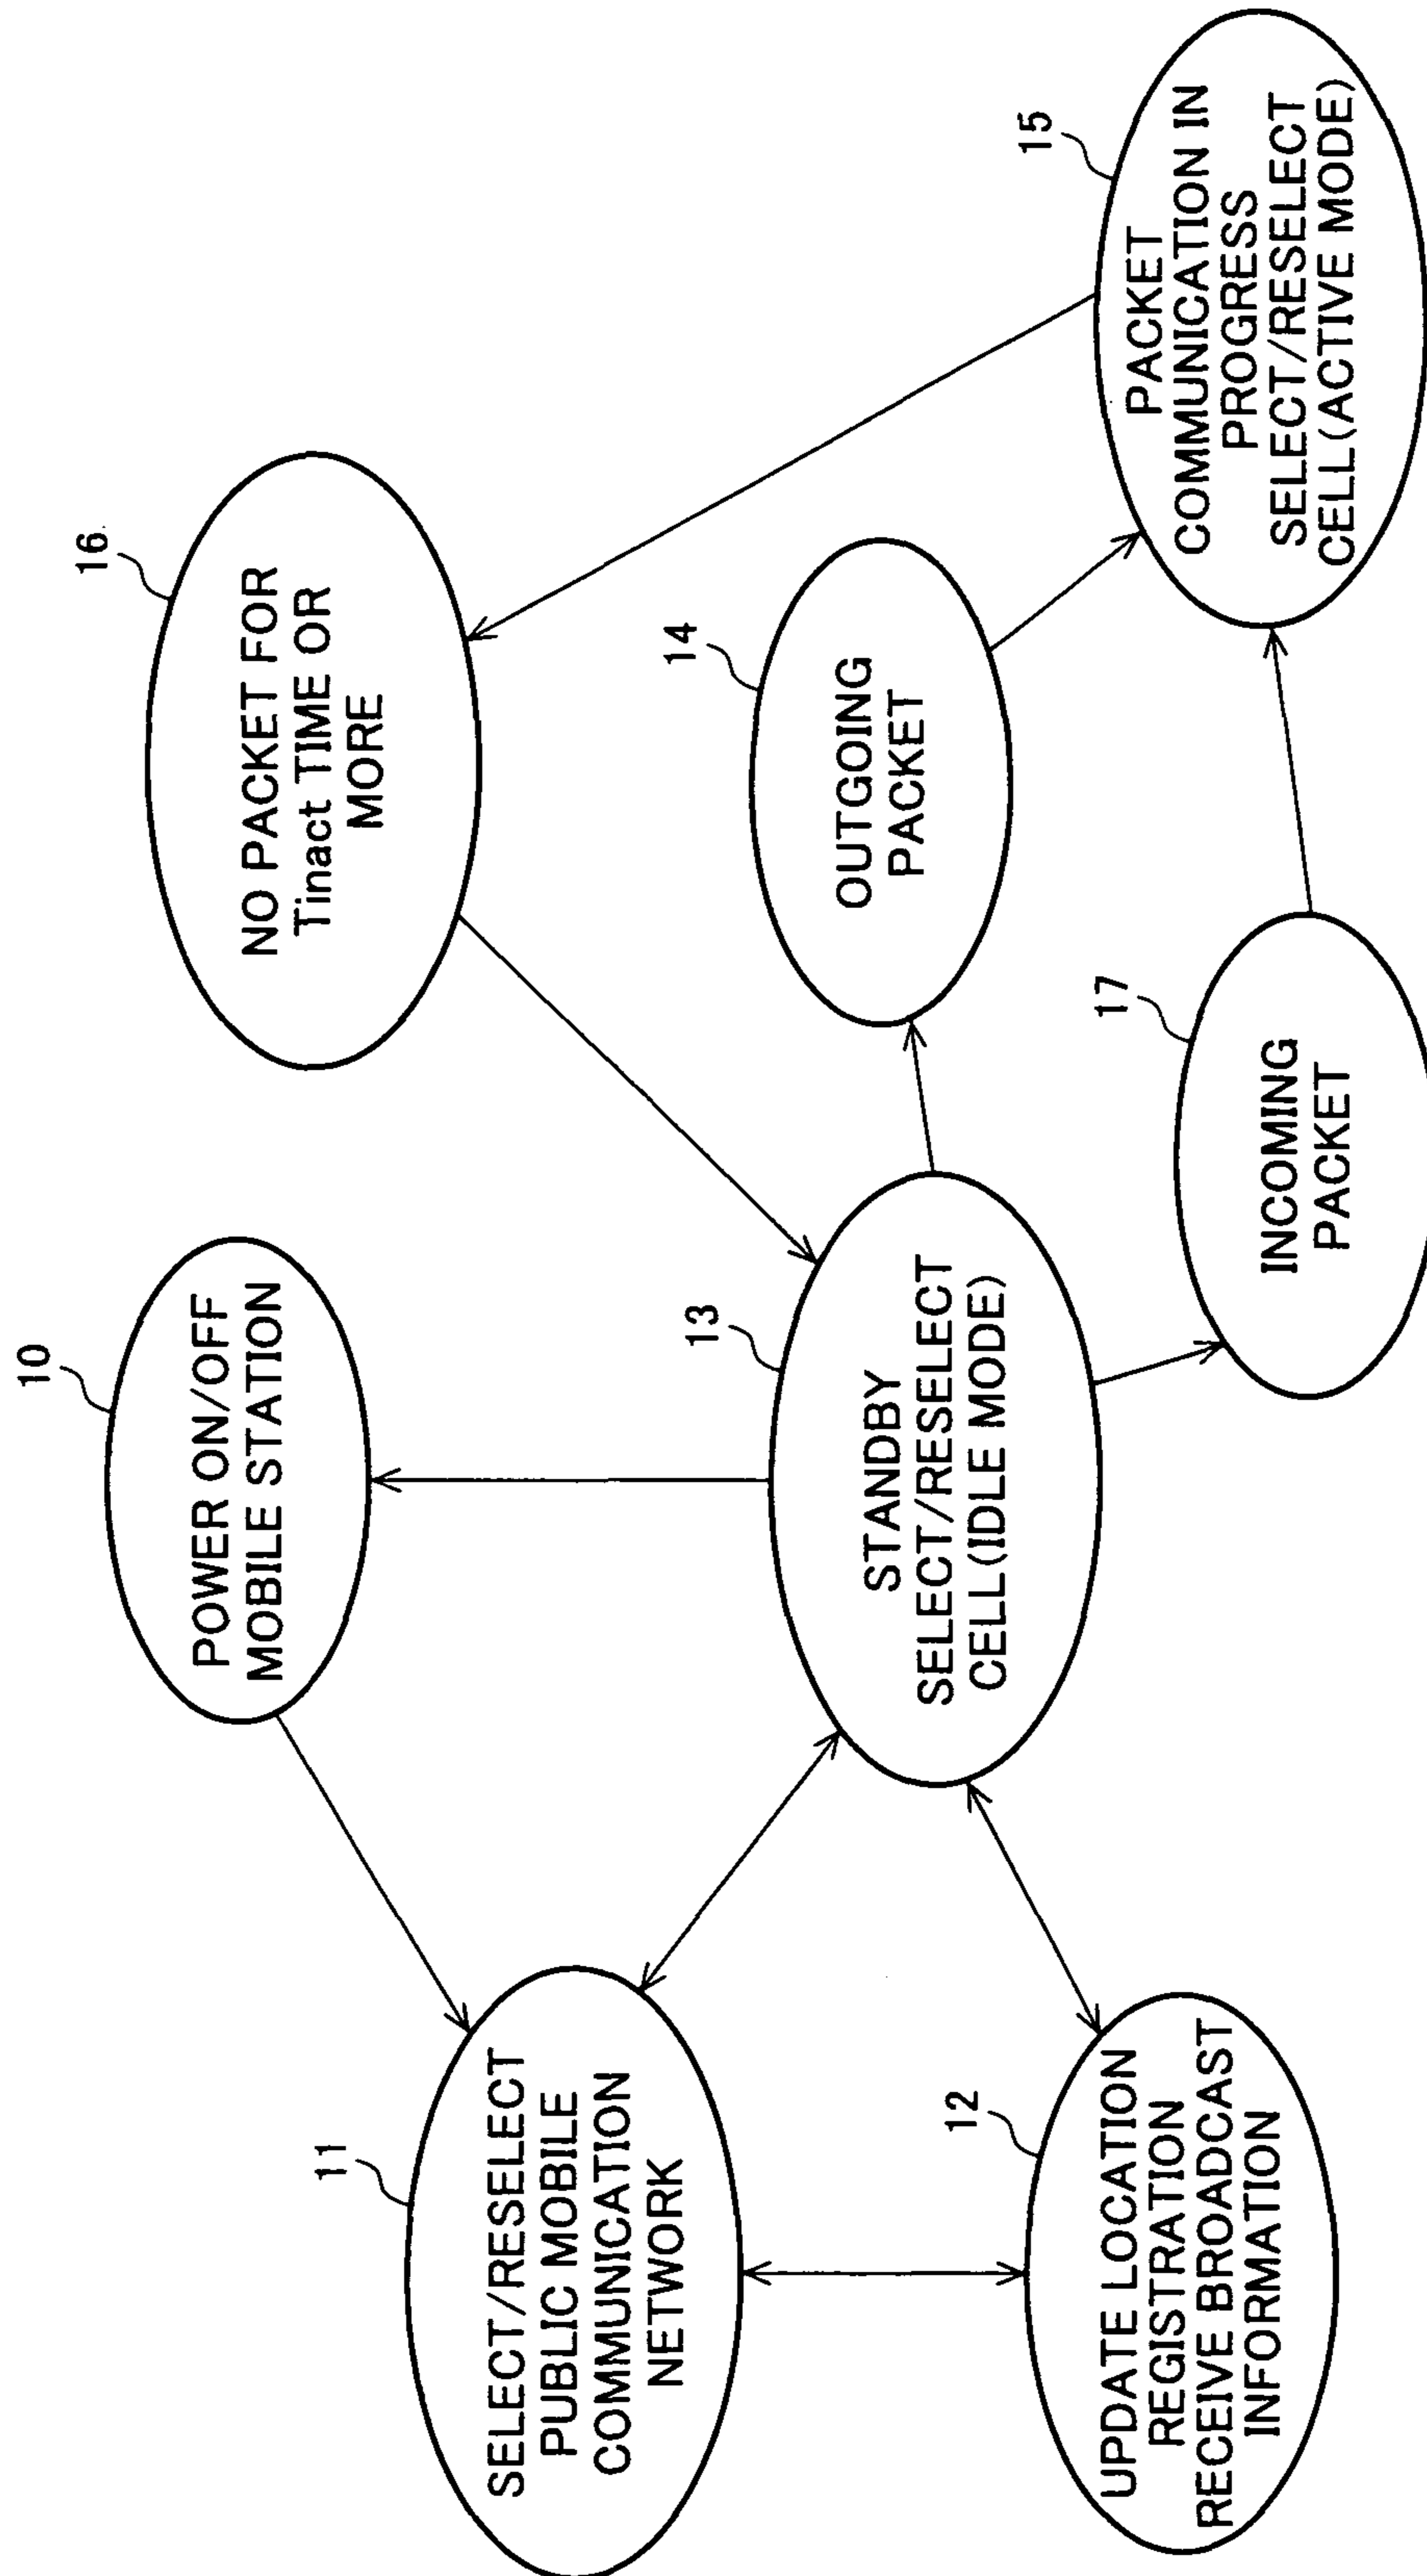 10
POWER ON/OFF
MOBILE STATION
16
NO PACKET FOR
Tinact TIME OR
MORE
11
SELECT/RESELECT
PUBLIC MOBILE
COMMUNICATION
NETWORK
13
STANDBY
SELECT/RESELECT
CELL(IDLE MODE)
14
OUTGOING
PACKET
12
UPDATE LOCATION
REGISTRATION
RECEIVE BROADCAST
INFORMATION
17
INCOMING
PACKET
15
PACKET
COMMUNICATION IN
PROGRESS
SELECT/RESELECT
CELL(ACTIVE MODE)